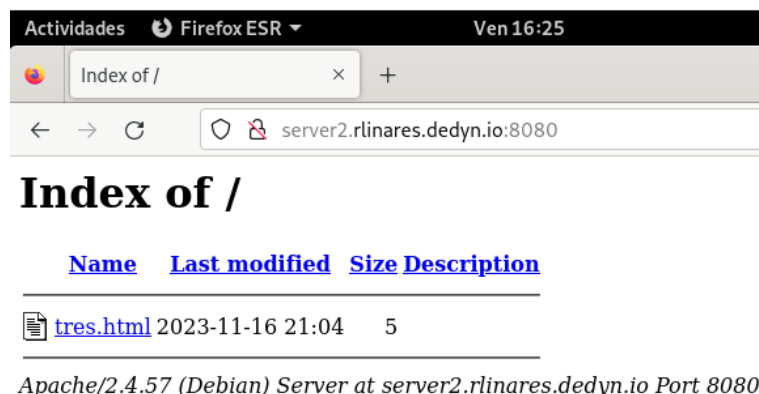 Actividades Firefox ESR Ven 16:25
Index of /
server2.rlinares.dedyn.io:8080
Index of /
Name Last modified Size Description
tres.html 2023-11-16 21:04 5
Apache/2.4.57 (Debian) Server at server2.rlinares.dedyn.io Port 8080